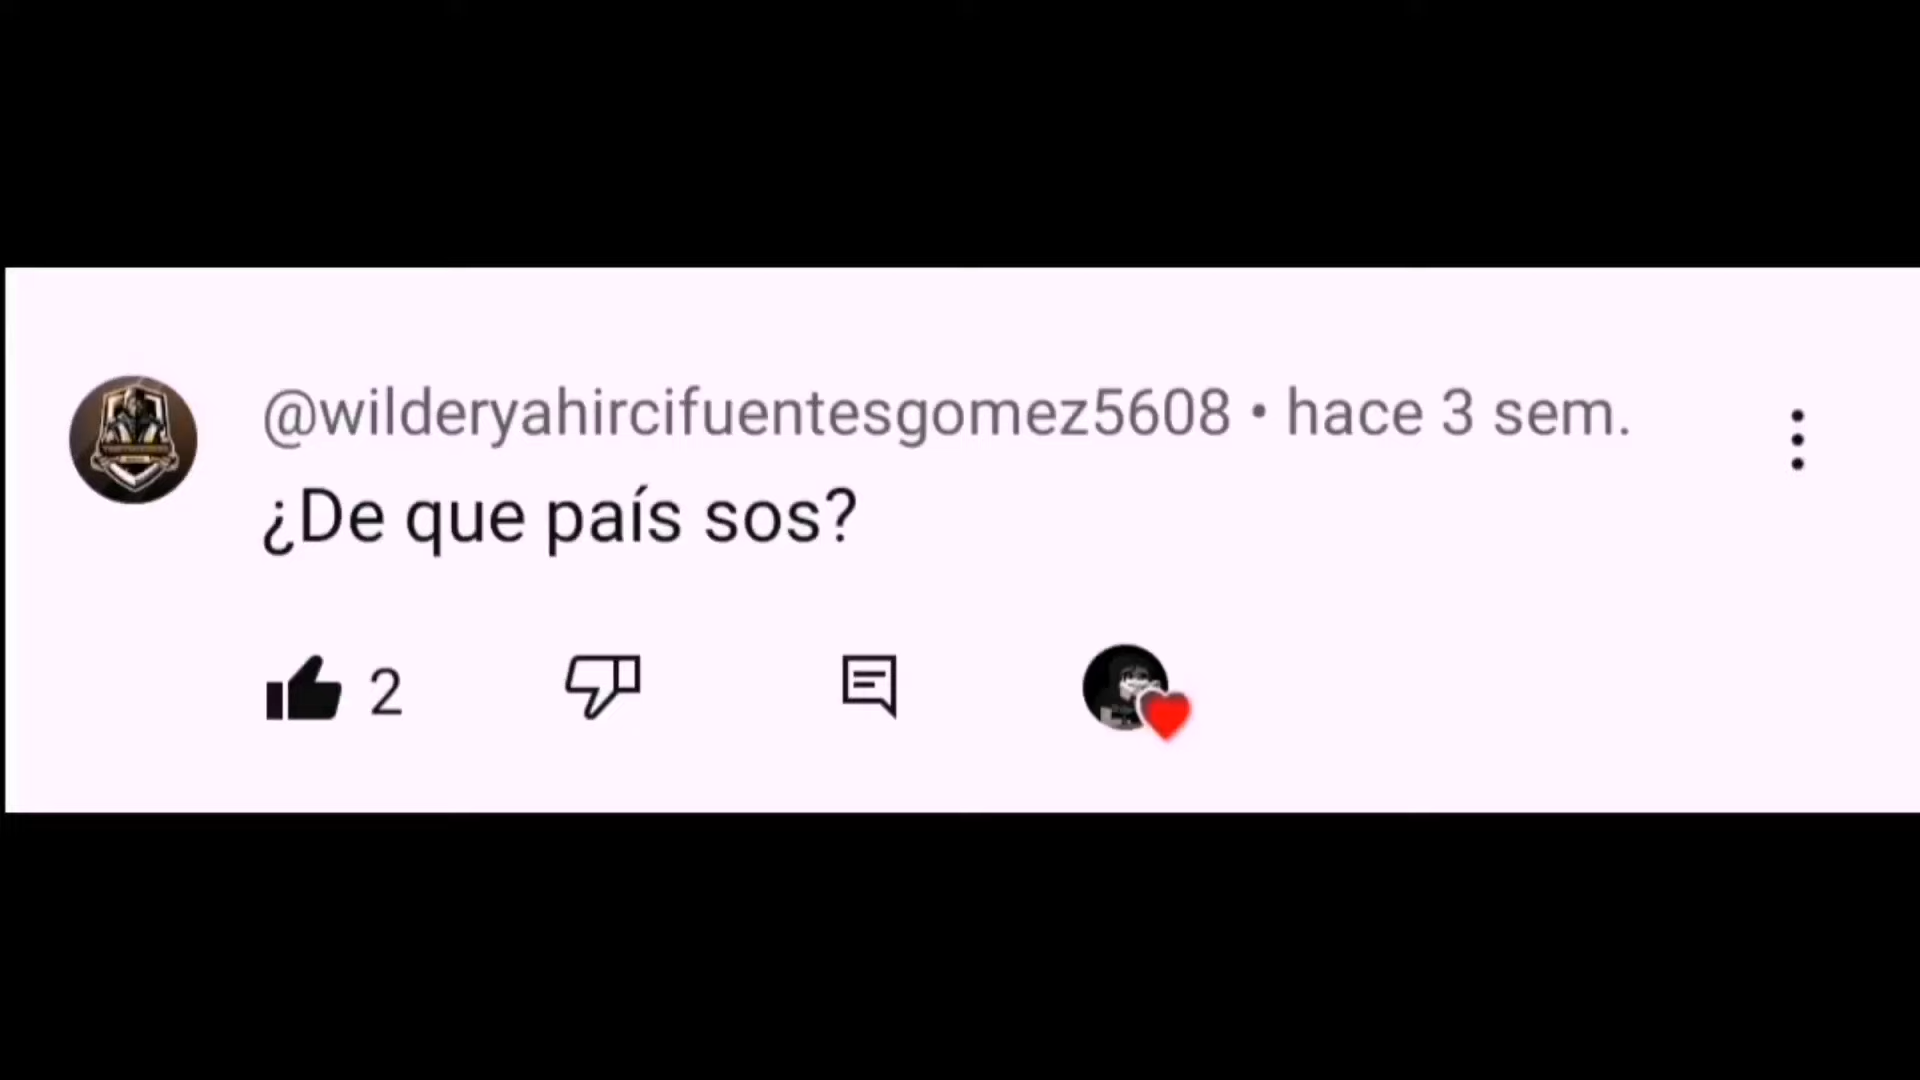 @wilderyahircifuentesgomez5608 • hace 3 sem.
¿De que país sos?
2